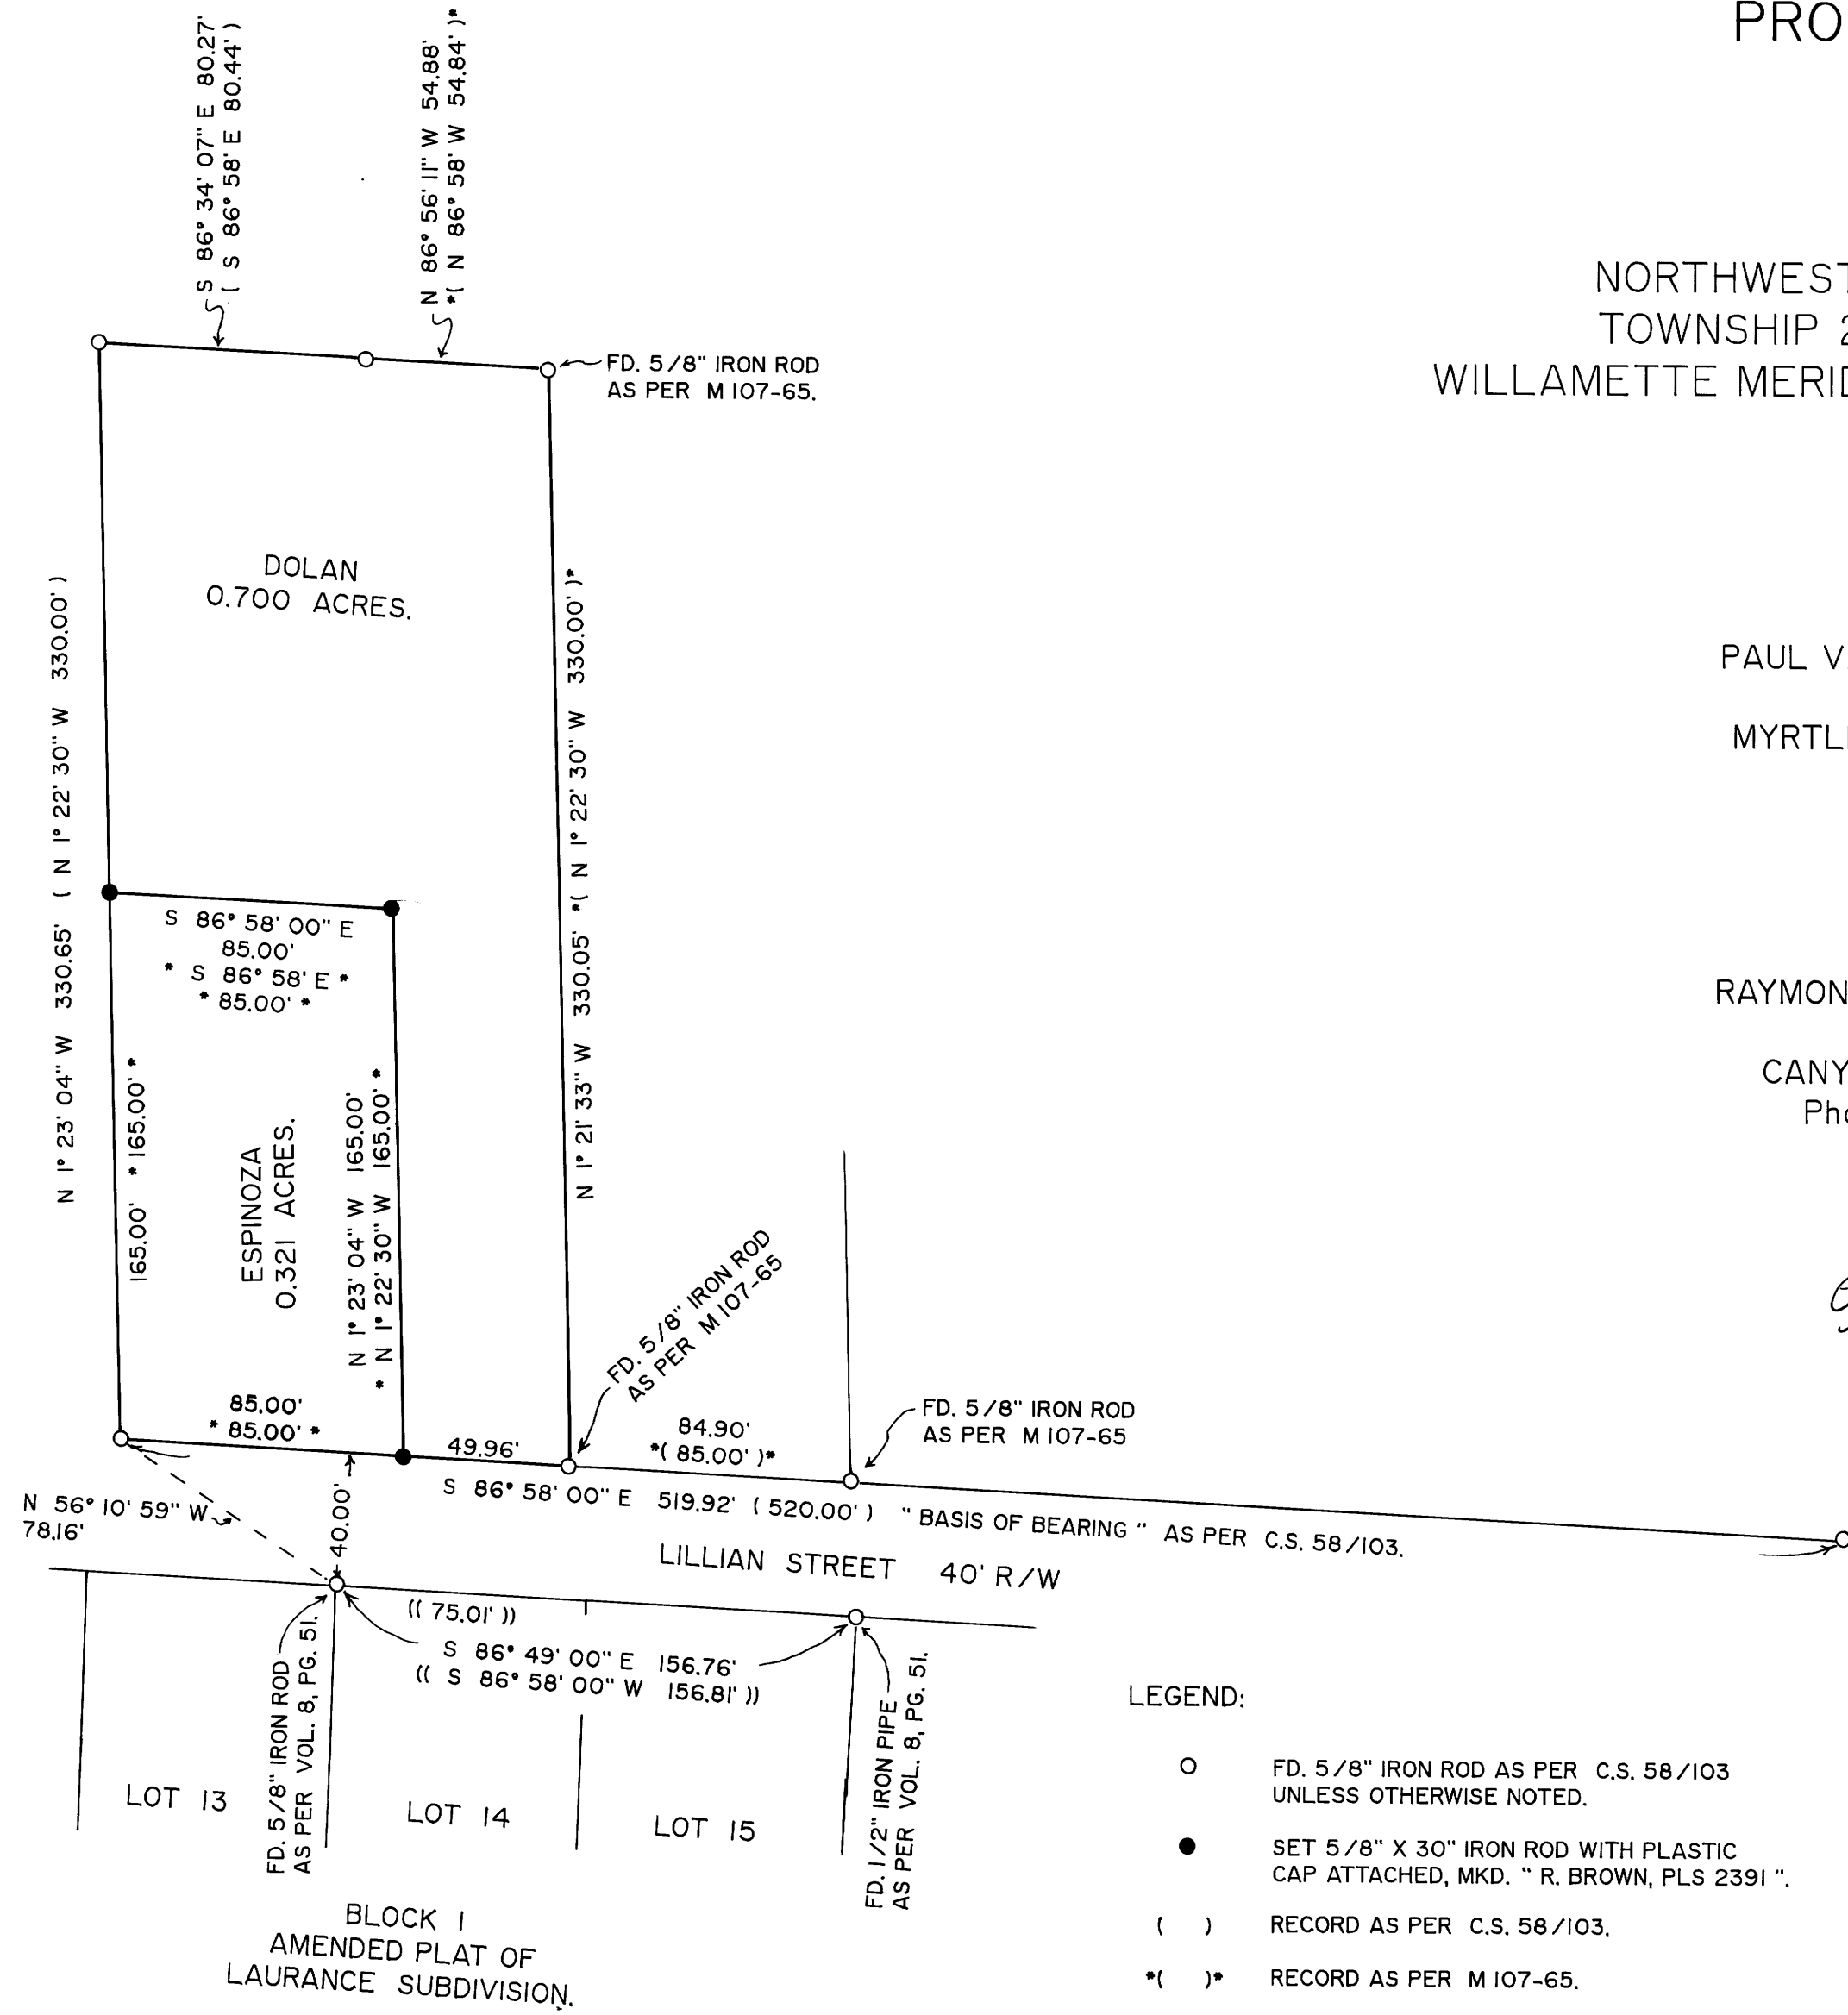 PRO
S 86° 34' 07" E 80.27'
( S 86° 58' E 80.44' )
N 86° 56' 11" W 54.88'
*( N 86° 58' W 54.84' )*
NORTHWEST
TOWNSHIP 2
WILLAMETTE MERID
FD. 5/8" IRON ROD
AS PER M 107-65.
DOLAN
0.700 ACRES.
N 1° 23' 04" W 330.65' ( N 1° 22' 30" W 330.00' )
N 1° 21' 33" W 330.05' *( N 1° 22' 30" W 330.00' )*
PAUL V
MYRTL
S 86° 58' 00" E
85.00'
* S 86° 58' E *
* 85.00' *
RAYMON
CANY
Pho
165.00' * 165.00' *
ESPINOZA
0.321 ACRES.
N 1° 23' 04" W 165.00'
* N 1° 22' 30" W 165.00' *
FD. 5/8" IRON ROD
AS PER M 107-65
85.00'
* 85.00' *
49.96'
84.90'
*( 85.00' )*
FD. 5/8" IRON ROD
AS PER M 107-65
S 86° 58' 00" E 519.92' ( 520.00' ) " BASIS OF BEARING " AS PER C.S. 58/103.
N 56° 10' 59" W
78.16'
40.00'
LILLIAN STREET 40' R/W
(( 75.01' ))
S 86° 49' 00" E 156.76'
(( S 86° 58' 00" W 156.81' ))
FD. 5/8" IRON ROD
AS PER VOL. 8, PG. 51.
FD. 1/2" IRON PIPE
AS PER VOL. 8, PG. 51.
LOT 13
LOT 14
LOT 15
BLOCK 1
AMENDED PLAT OF
LAURANCE SUBDIVISION.
LEGEND:
FD. 5/8" IRON ROD AS PER C.S. 58/103
UNLESS OTHERWISE NOTED.
SET 5/8" X 30" IRON ROD WITH PLASTIC
CAP ATTACHED, MKD. " R. BROWN, PLS 2391 ".
( ) RECORD AS PER C.S. 58/103.
*( )* RECORD AS PER M 107-65.